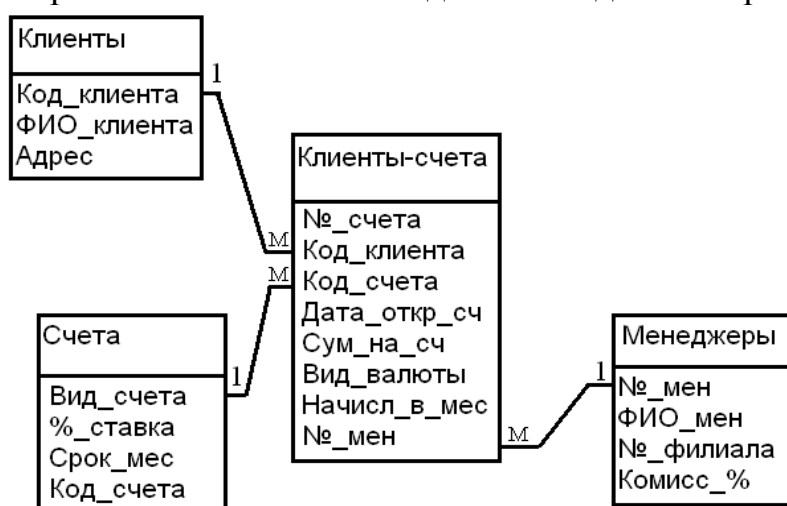 Клиенты
1
Код_клиента
ФИО_клиента
Адрес
Клиенты-счета
№_счета
М
Код_клиента
М
Код_счета
Дата_откр_сч
Сум_на_сч
Вид_валюты
Начисл_в_мес
№_мен
М
Счета
1
Вид_счета
%_ставка
Срок_мес
Код_счета
Менеджеры
1
№_мен
ФИО_мен
№_филиала
Комисс_%